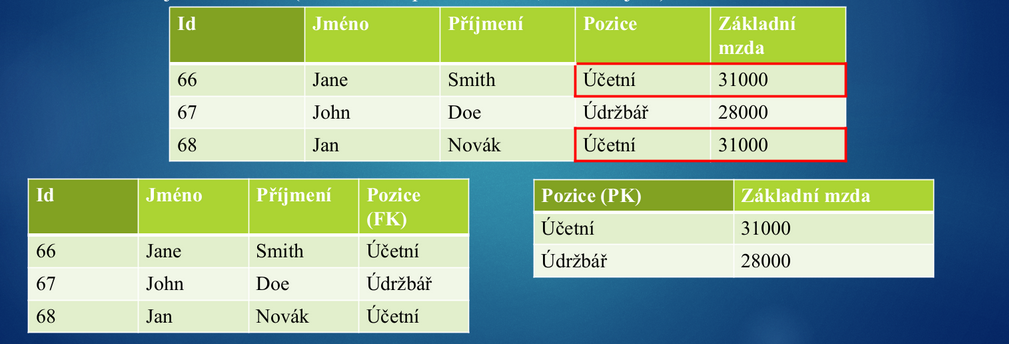 Id Jméno Příjmení Pozice Základní
mzda
66 Jane Smith Účetní 31000
67 John Doe Údržbář 28000
68 Jan Novák Účetní 31000
Id Jméno Příjmení Pozice
(FK)
66 Jane Smith Účetní
67 John Doe Údržbář
68 Jan Novák Účetní
Pozice (PK) Základní mzda
Účetní 31000
Údržbář 28000